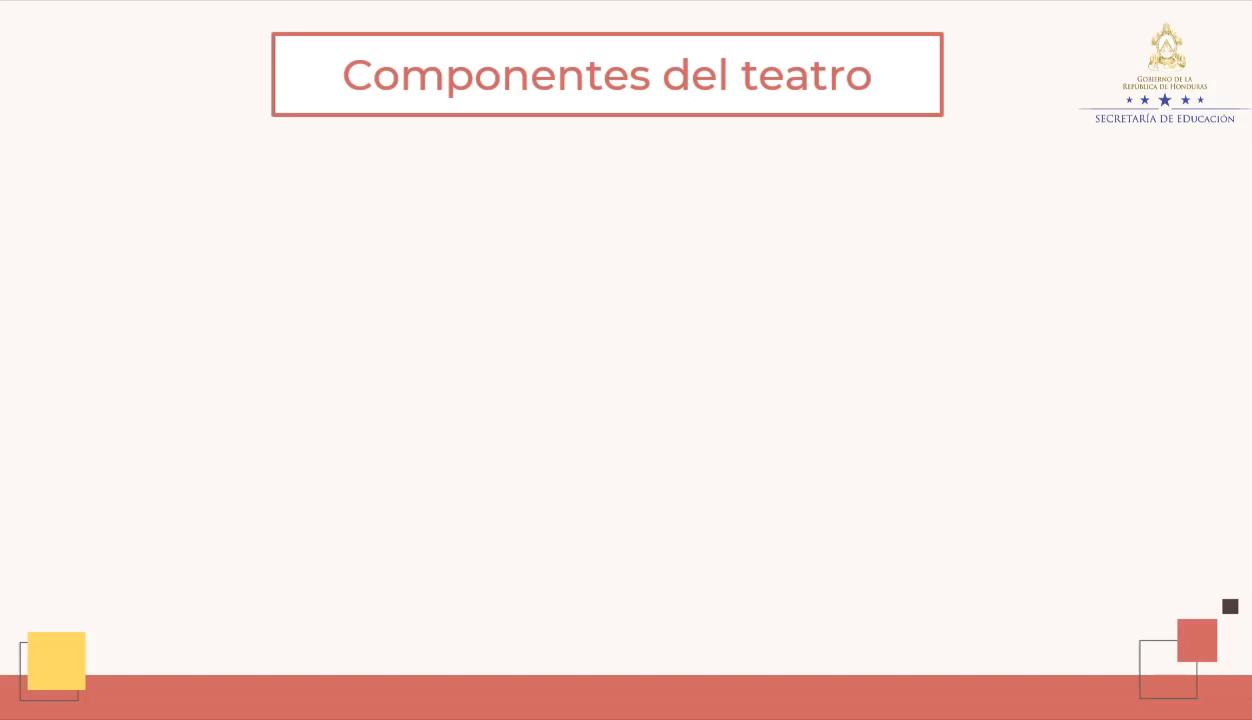 Componentes del teatro
GOBIERNO DE LA
REPÚBLICA DE HONDURAS
SECRETARÍA DE EDUCACIÓN